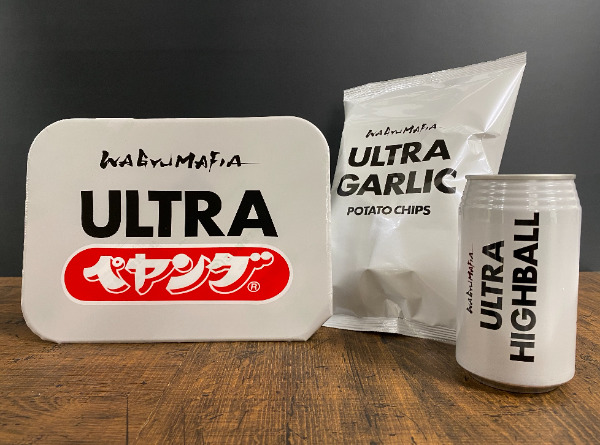 WAGYUMAFIA
ULTRA
ペヤング®
WAGYUMAFIA
ULTRA
GARLIC
POTATO CHIPS
WAGYUMAFIA
ULTRA
HIGHBALL